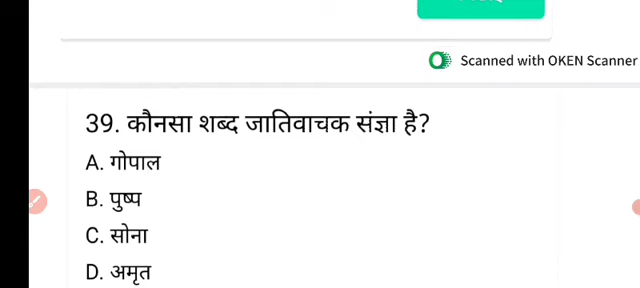 Scanned with OKEN Scanner
39. कौनसा शब्द जातिवाचक संज्ञा है?
A. गोपाल
B. पुष्प
C. सोना
D. अमृत